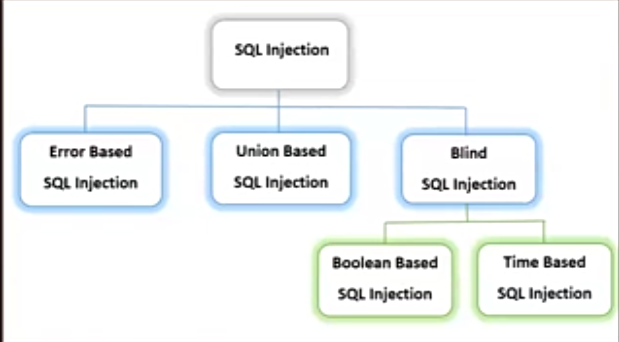 SQL Injection
Error Based
SQL Injection
Union Based
SQL Injection
Blind
SQL Injection
Boolean Based
SQL Injection
Time Based
SQL Injection